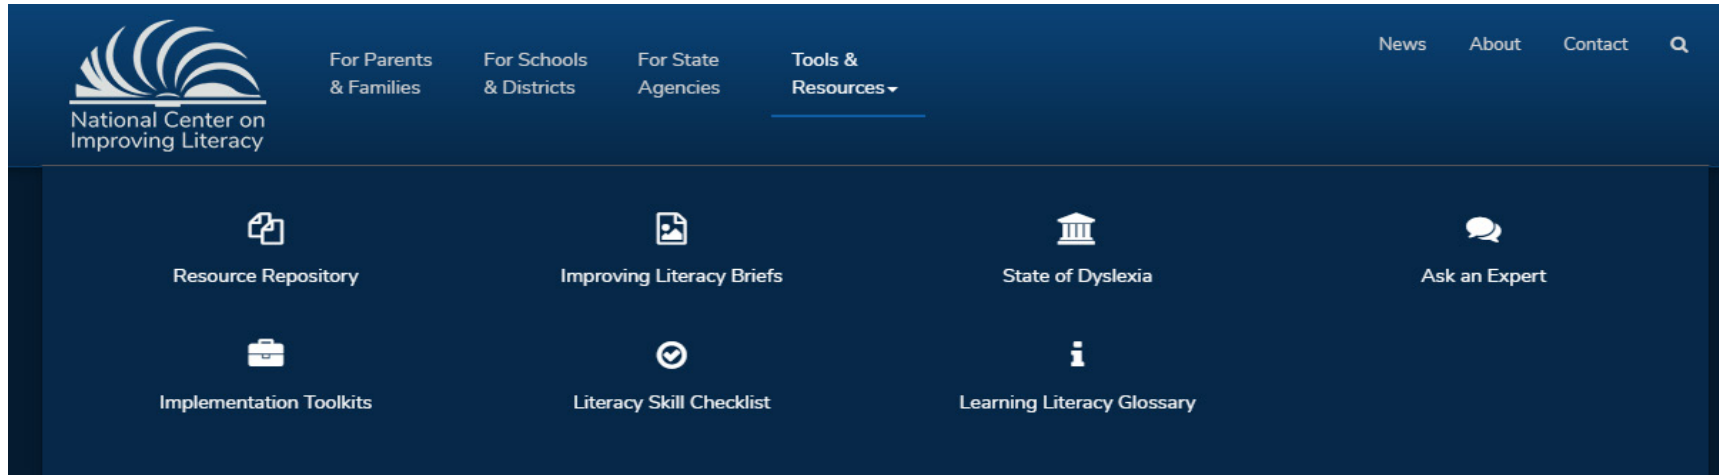 National Center on
Improving Literacy
For Parents
& Families
For Schools
& Districts
For State
Agencies
Tools &
Resources
News
About
Contact
Resource Repository
Improving Literacy Briefs
State of Dyslexia
Ask an Expert
Implementation Toolkits
Literacy Skill Checklist
Learning Literacy Glossary